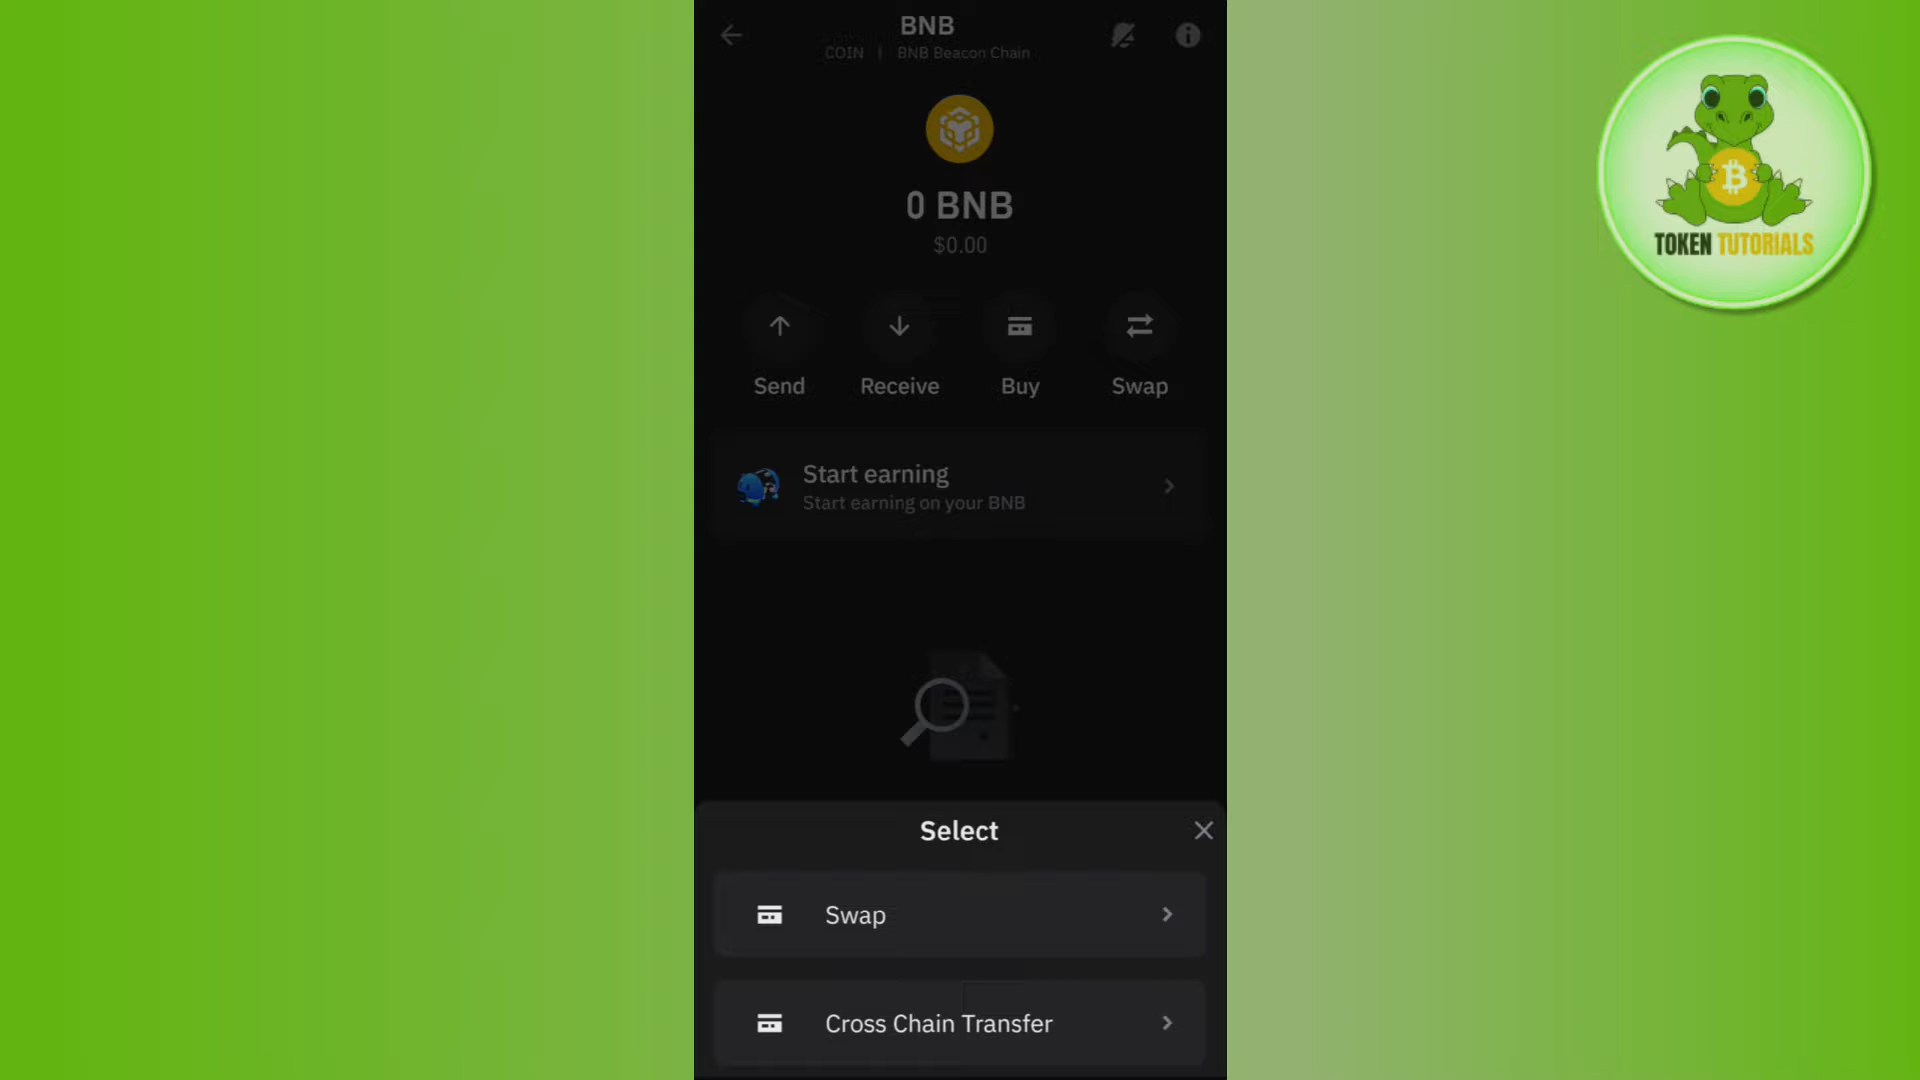 BNB
COIN | BNB Beacon Chain
0 BNB
$0.00
Send Receive Buy Swap
Start earning
Start earning on your BNB
Select
Swap
Cross Chain Transfer
TOKEN TUTORIALS